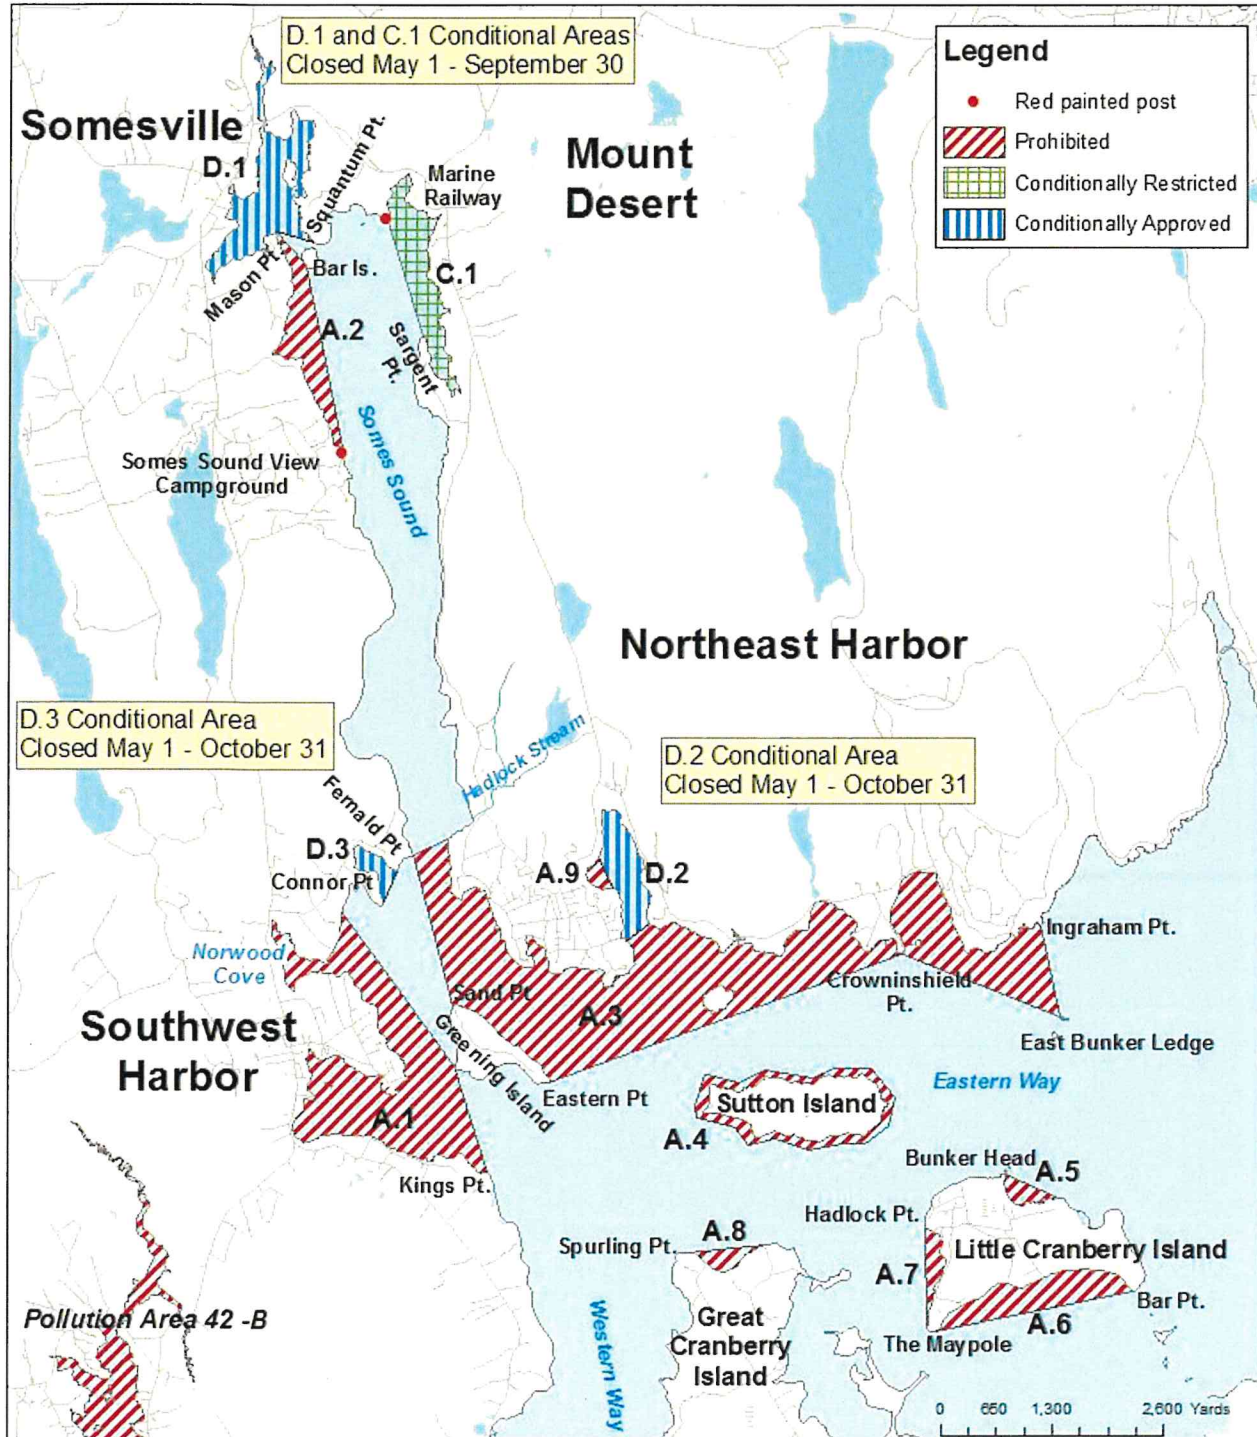 D.1 and C.1 Conditional Areas
Closed May 1 - September 30
Legend
Red painted post
Prohibited
Conditionally Restricted
Conditionally Approved
Somesville
D.1
Squantum Pt.
Marine
Railway
Mount
Desert
Mason Pt.
Bar Is.
C.1
A.2
Sargent
Pt.
Somes Sound
Somes Sound View
Campground
Northeast Harbor
D.3 Conditional Area
Closed May 1 - October 31
Hadlock Stream
D.2 Conditional Area
Closed May 1 - October 31
Fernald Pt
D.3
Connor Pt
A.9
D.2
Ingraham Pt.
Norwood
Cove
Sand Pt
Crowninshield
Pt.
A.3
Southwest
Harbor
Greening Island
East Bunker Ledge
Eastern Way
Eastern Pt
Sutton Island
A.1
A.4
Kings Pt.
Bunker Head
A.5
Hadlock Pt.
A.8
Spurling Pt.
Little Cranberry Island
A.7
Bar Pt.
Pollution Area 42 -B
A.6
Great
Cranberry
Island
The Maypole
Western Way
0 650 1,300 2,600 Yards